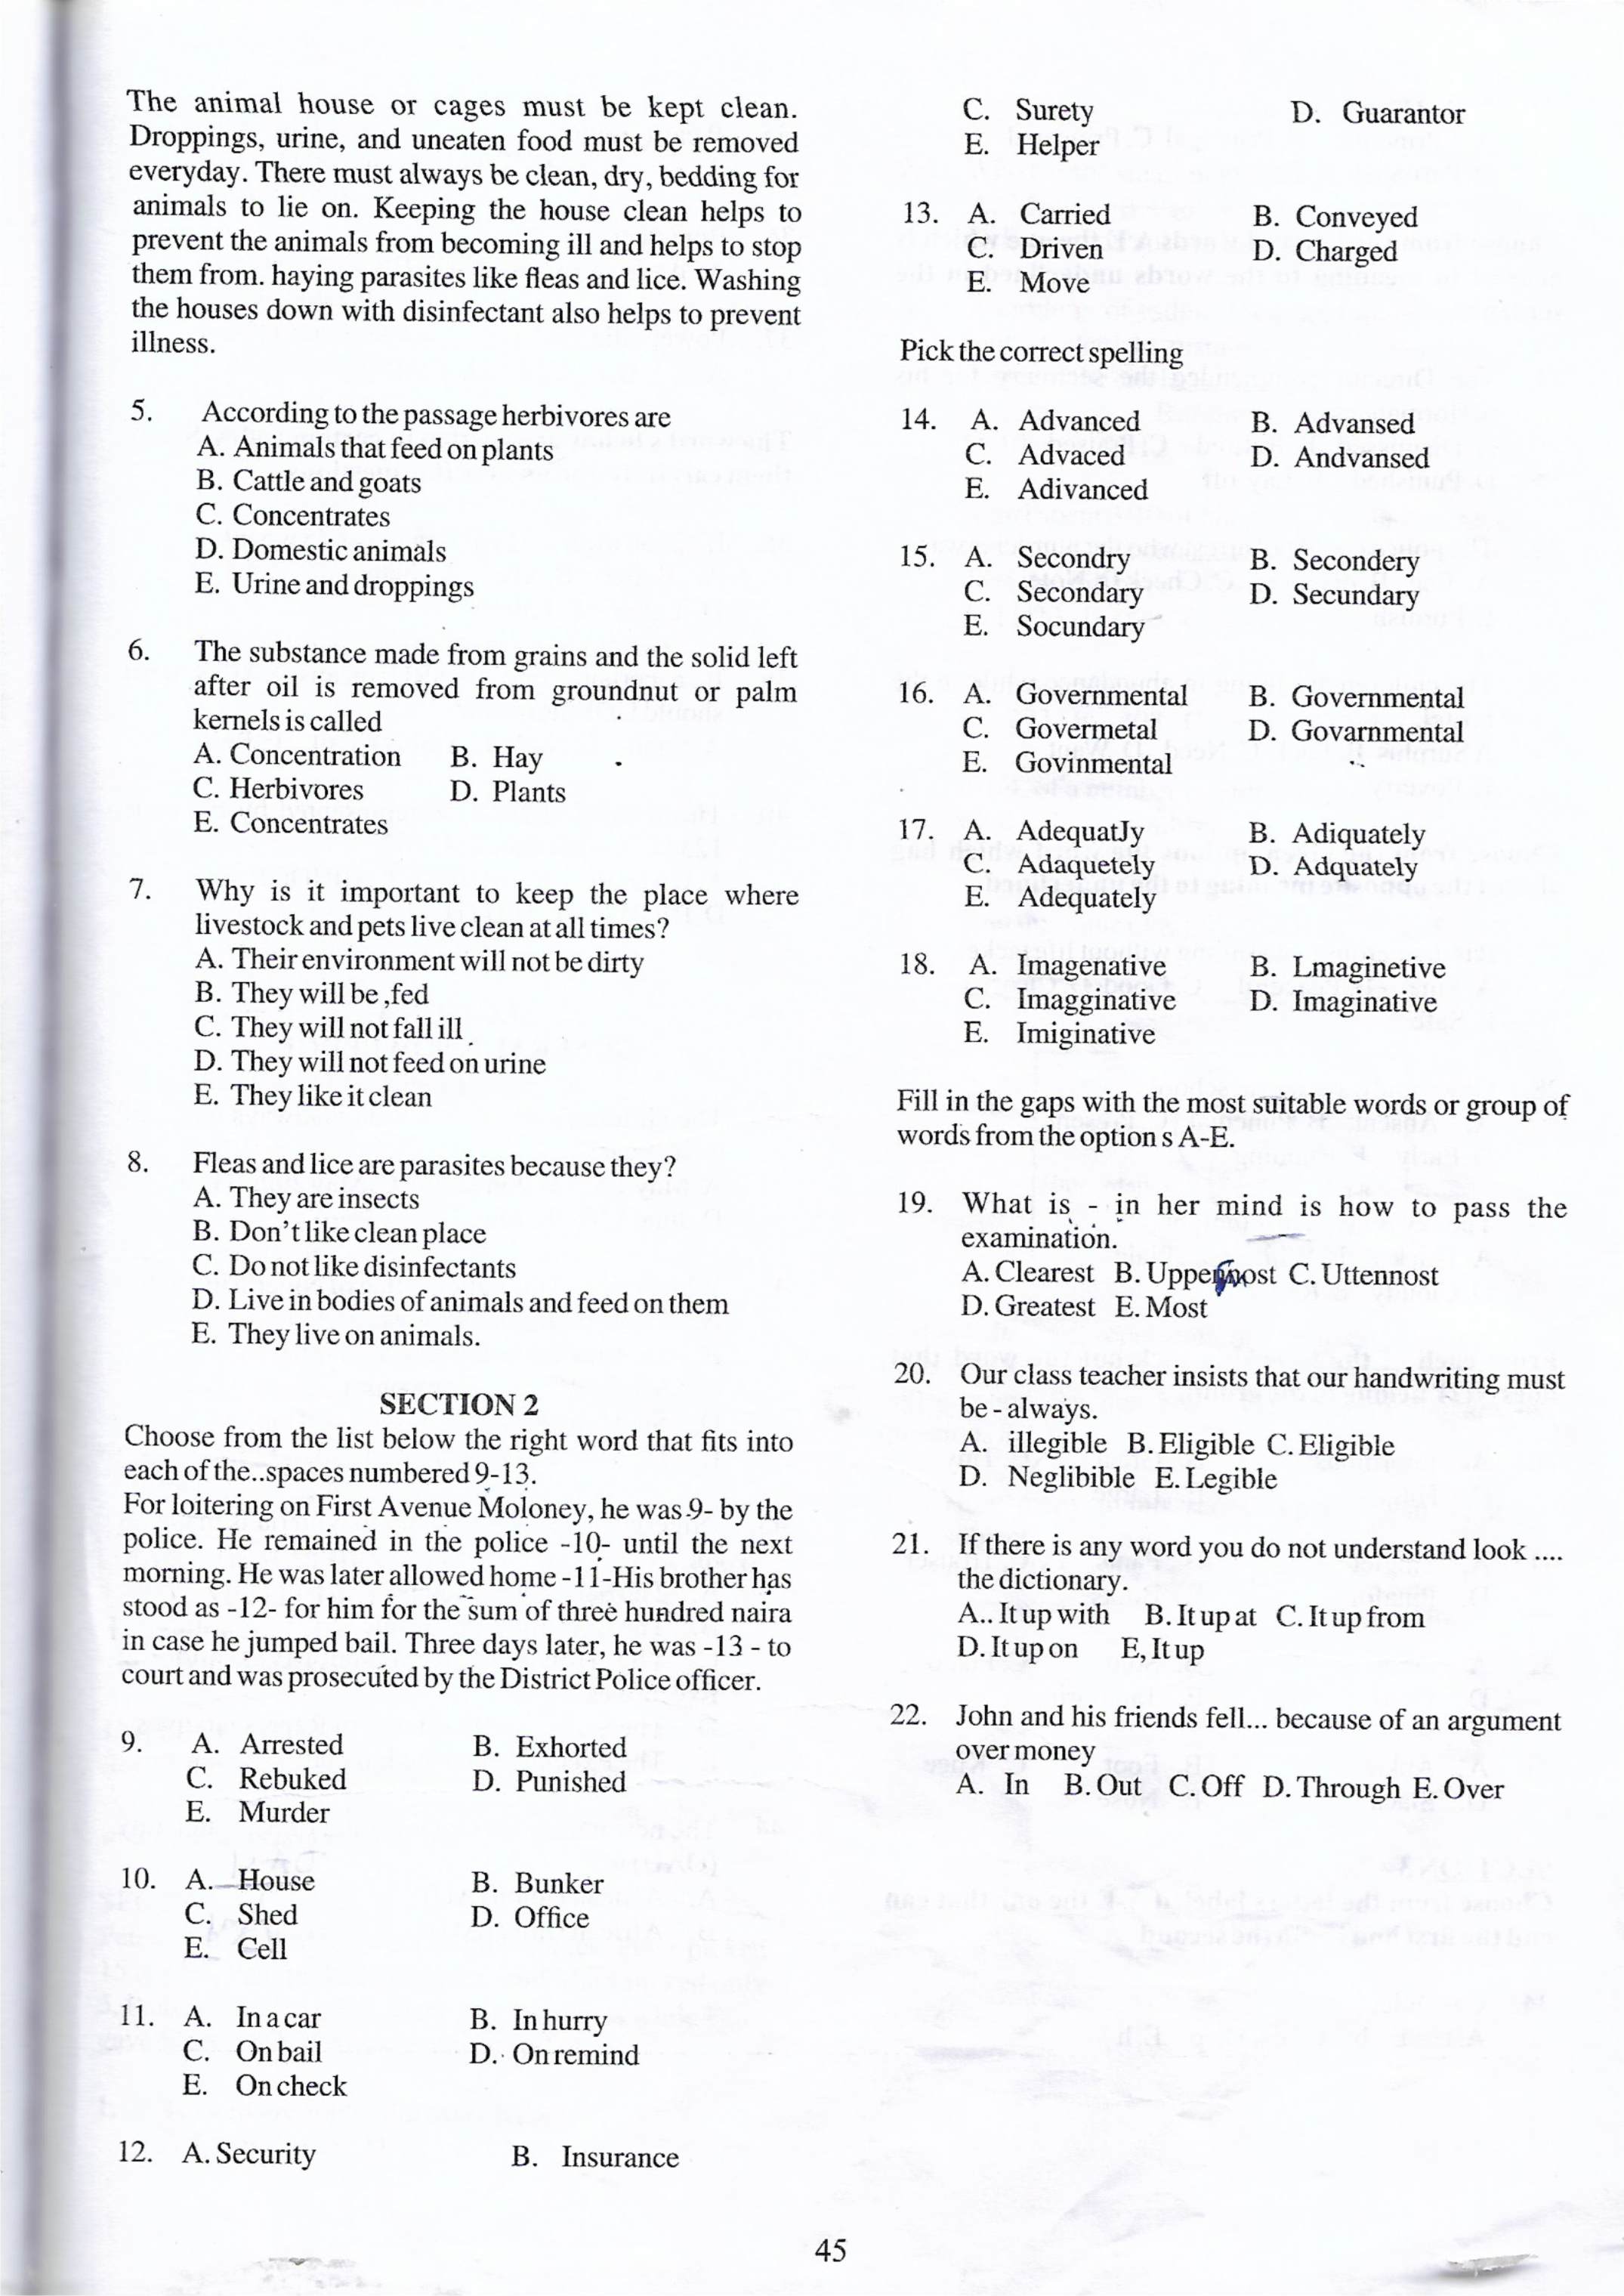 The animal house or cages must be kept clean.
Droppings, urine, and uneaten food must be removed
everyday. There must always be clean, dry, bedding for
animals to lie on. Keeping the house clean helps to
prevent the animals from becoming ill and helps to stop
them from. haying parasites like fleas and lice. Washing
the houses down with disinfectant also helps to prevent
illness.
5. According to the passage herbivores are
A. Animals that feed on plants
B. Cattle and goats
C. Concentrates
D. Domestic animals
E. Urine and droppings
6. The substance made from grains and the solid left
after oil is removed from groundnut or palm
kernels is called
A. Concentration B. Hay
C. Herbivores D. Plants
E. Concentrates
7. Why is it important to keep the place where
livestock and pets live clean at all times?
A. Their environment will not be dirty
B. They will be ,fed
C. They will not fall ill
D. They will not feed on urine
E. They like it clean
8. Fleas and lice are parasites because they?
A. They are insects
B. Don't like clean place
C. Do not like disinfectants
D. Live in bodies of animals and feed on them
E. They live on animals.
SECTION 2
Choose from the list below the right word that fits into
each of the..spaces numbered 9-13.
For loitering on First Avenue Moloney, he was-9- by the
police. He remained in the police -10- until the next
morning. He was later allowed home -11-His brother has
stood as -12- for him for the sum of three hundred naira
in case he jumped bail. Three days later, he was -13 - to
court and was prosecuted by the District Police officer.
9. A. Arrested B. Exhorted
C. Rebuked D. Punished
E. Murder
10. A. House B. Bunker
C. Shed D. Office
E. Cell
11. A. In a car B. In hurry
C. On bail D. On remind
E. On check
12. A. Security B. Insurance
C. Surety D. Guarantor
E. Helper
13. A. Carried B. Conveyed
C. Driven D. Charged
E. Move
Pick the correct spelling
14. A. Advanced B. Advansed
C. Advaced D. Andvansed
E. Adivanced
15. A. Secondry B. Secondery
C. Secondary D. Secundary
E. Socundary
16. A. Governmental B. Governmental
C. Govermetal D. Govarnmental
E. Govinmental
17. A. AdequatJy B. Adiquately
C. Adaquetely D. Adquately
E. Adequately
18. A. Imagenative B. Lmaginetive
C. Imagginative D. Imaginative
E. Imiginative
Fill in the gaps with the most suitable words or group of
words from the option s A-E.
19. What is - in her mind is how to pass the
examination.
A. Clearest B. Uppermost C. Uttennost
D. Greatest E. Most
20. Our class teacher insists that our handwriting must
be - always.
A. illegible B. Eligible C. Eligible
D. Neglibible E. Legible
21. If there is any word you do not understand look ....
the dictionary.
A.. It up with B. It up at C. It up from
D. It up on E, It up
22. John and his friends fell... because of an argument
over money
A. In B. Out C. Off D. Through E. Over
45